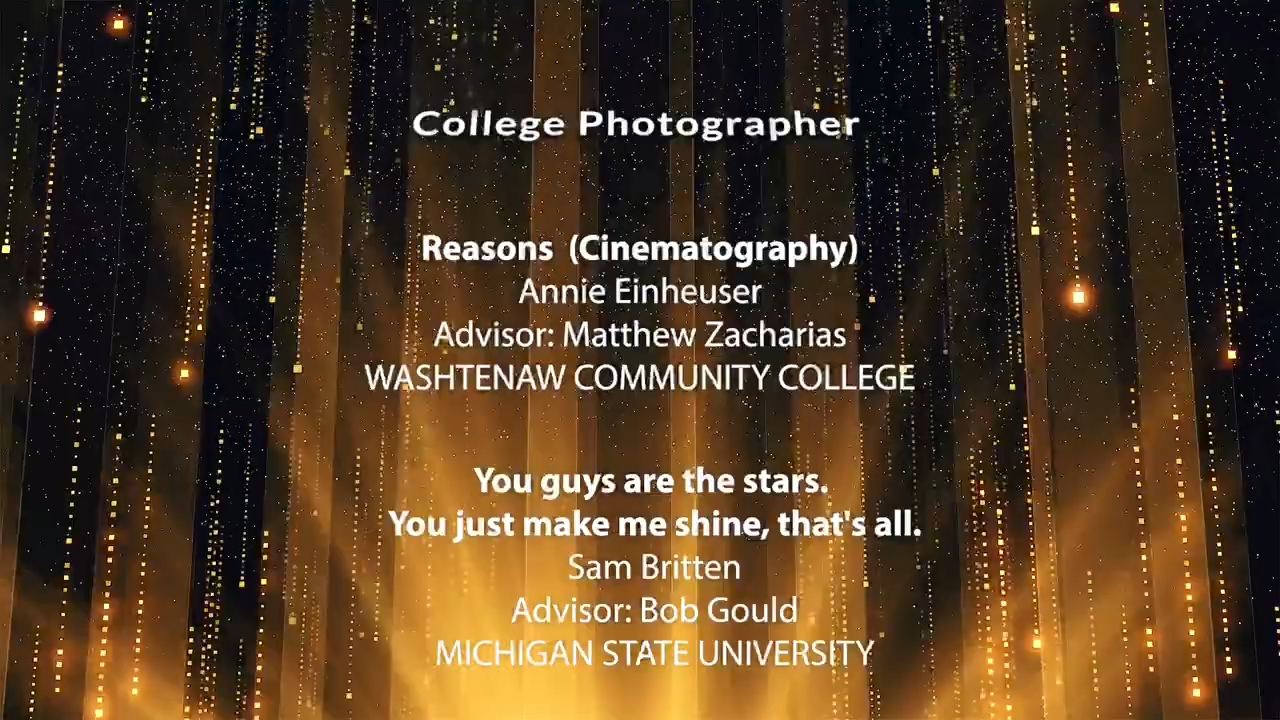 College Photographer
Reasons (Cinematography)
Annie Einheuser
Advisor: Matthew Zacharias
WASHTENAW COMMUNITY COLLEGE
You guys are the stars.
You just make me shine, that's all.
Sam Britten
Advisor: Bob Gould
MICHIGAN STATE UNIVERSITY